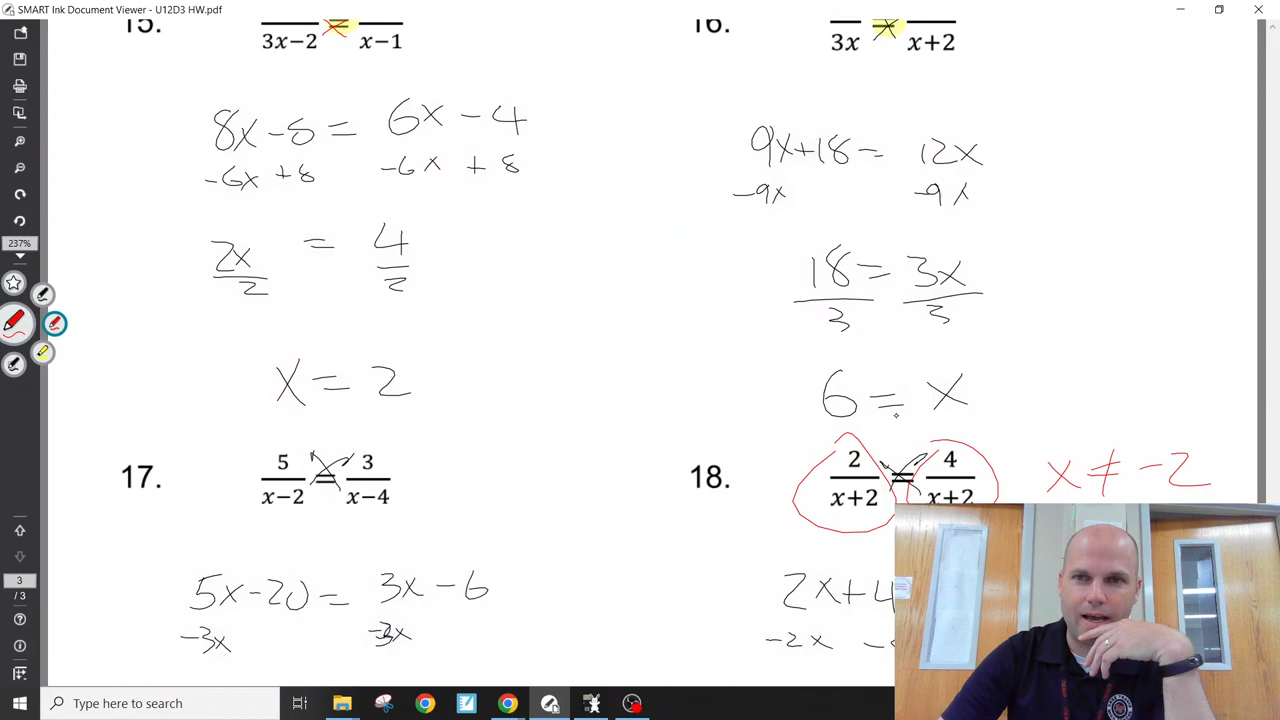 SMART Ink Document Viewer - U12D3 HW.pdf
15.
=
3x−2 x−1
16.
=
3x x+2
8x -8 = 6x - 4
-6x +8 -6x + 8
2x = 4
2 2
x = 2
9x+18 = 12x
-9x -9x
18 = 3x
3 3
6 = x
17.
5 = 3
x−2 x−4
18.
2 = 4
x+2 x+2
x ≠ -2
5x-20 = 3x - 6
-3x -3x
2x+4
-2x
237%
3
/ 3
Type here to search